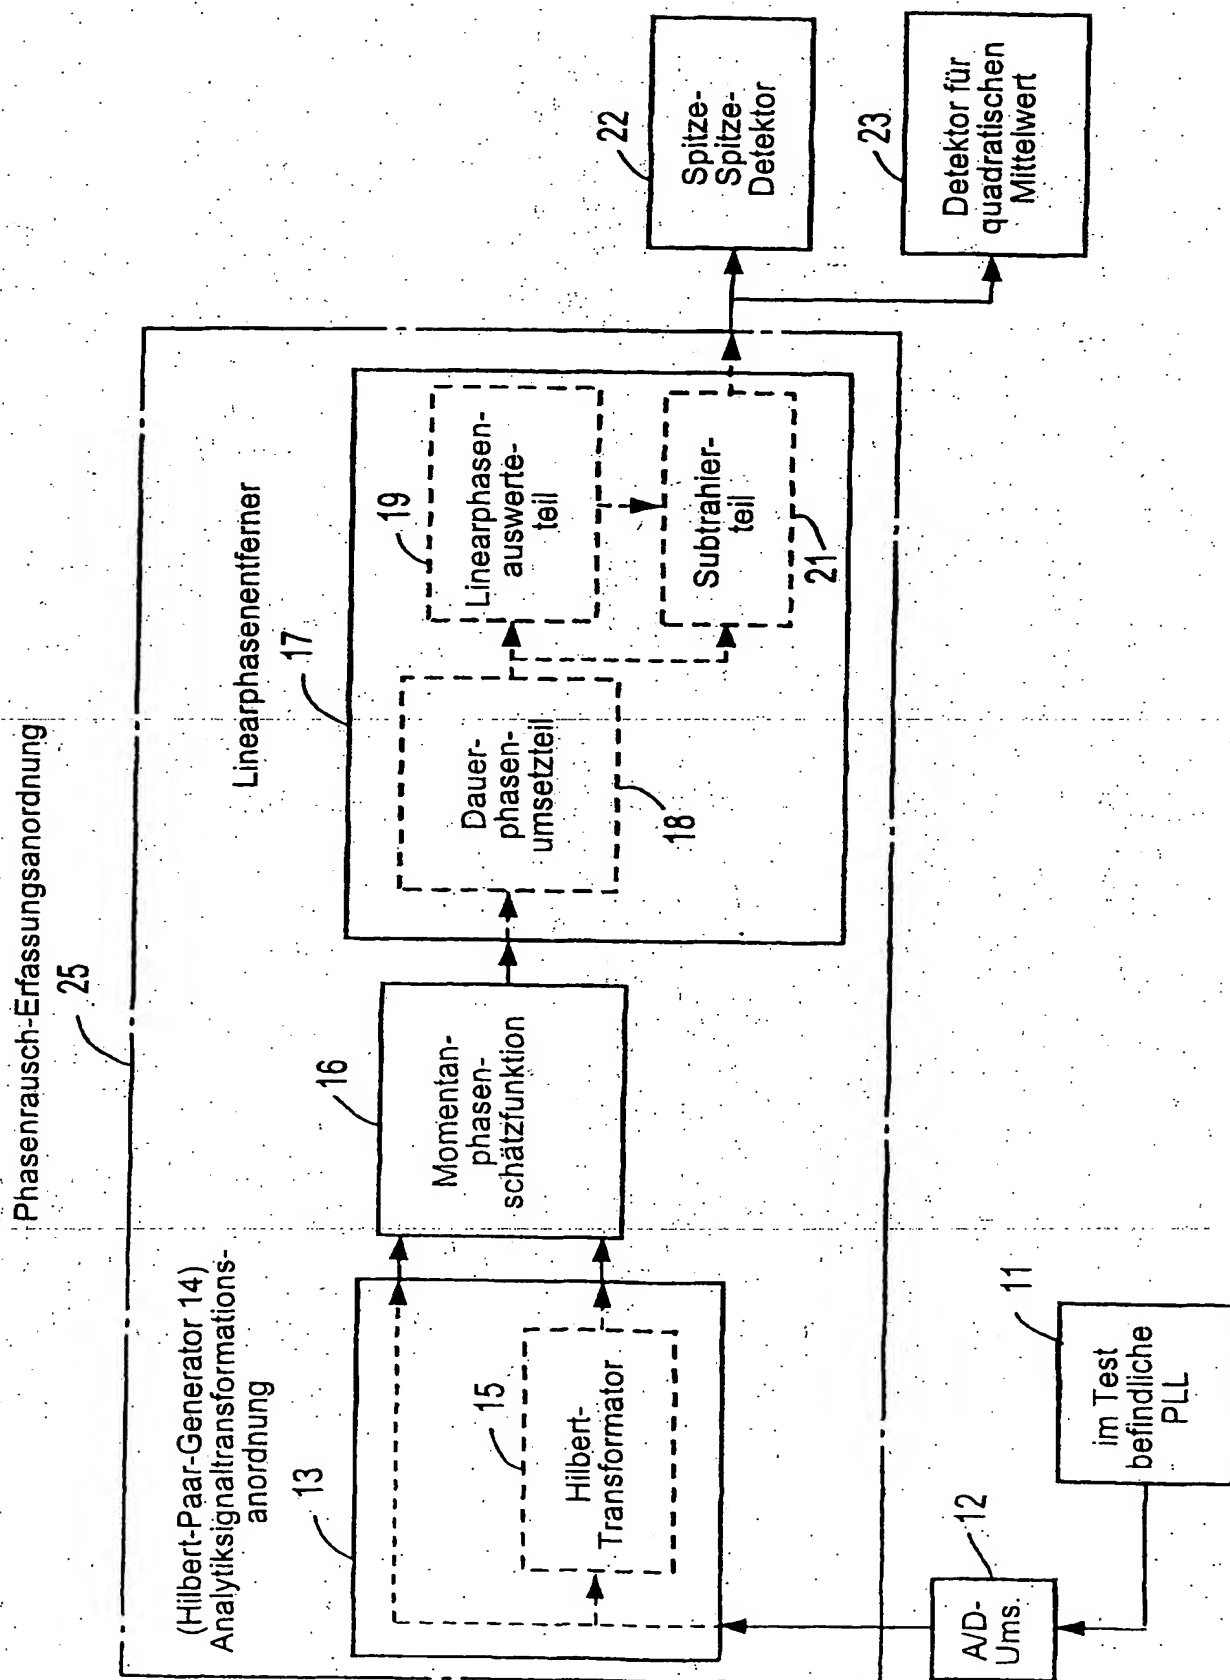 Phasenrausch-Erfassungsanordnung
25
(Hilbert-Paar-Generator 14)
Analytiksignaltransformations-
anordnung
13
15
Hilbert-
Transformator
16
Momentan-
phasen-
schätzfunktion
Linearphasenentferner
17
Dauer-
phasen-
umsetzteil
18
19
Linearphasen-
auswerte-
teil
Subtrahier-
teil
21
22
Spitze-
Spitze-
Detektor
23
Detektor für
quadratischen
Mittelwert
12
A/D-
Ums.
11
im Test
befindliche
PLL